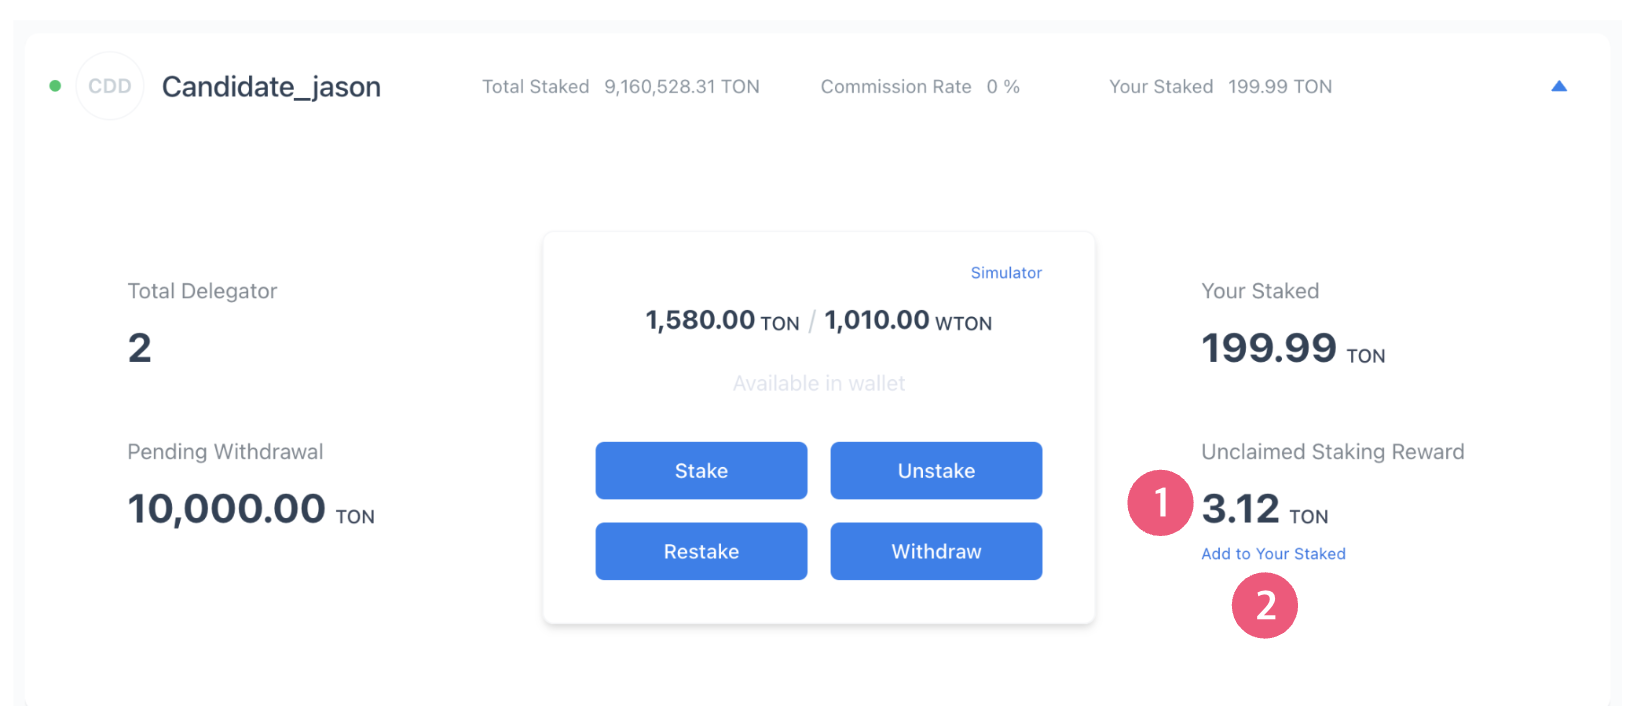 CDD Candidate_jason Total Staked 9,160,528.31 TON Commission Rate 0 % Your Staked 199.99 TON
Total Delegator
2
Pending Withdrawal
10,000.00 TON
Simulator
1,580.00 TON / 1,010.00 WTON
Available in wallet
Stake Unstake
Restake Withdraw
Your Staked
199.99 TON
Unclaimed Staking Reward
1 3.12 TON
Add to Your Staked
2